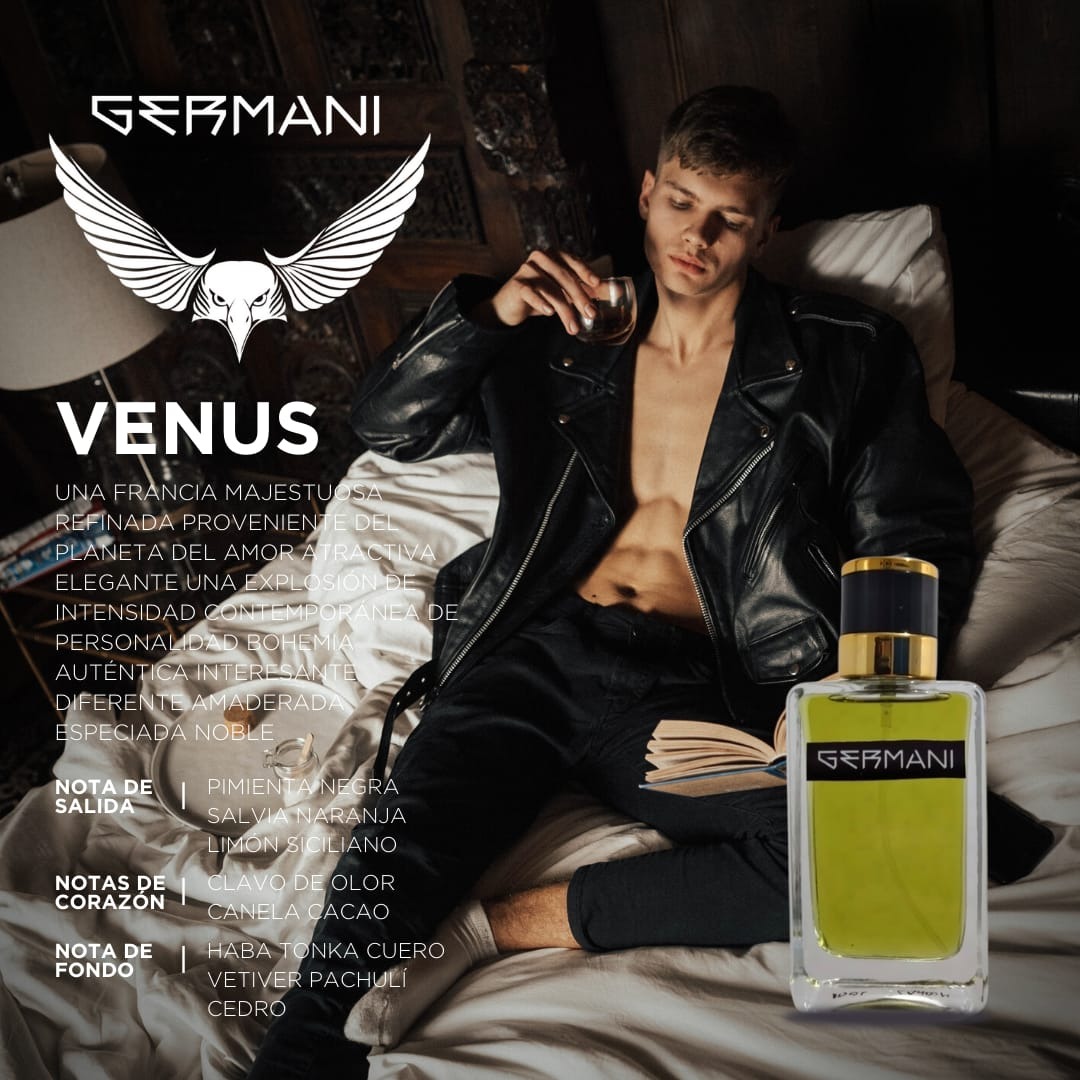 GERMANI
VENUS
UNA FRANCIA MAJESTUOSA
REFINADA PROVENIENTE DEL
PLANETA DEL AMOR ATRACTIVA
ELEGANTE UNA EXPLOSIÓN DE
INTENSIDAD CONTEMPORÁNEA DE
PERSONALIDAD BOHEMIA
AUTÉNTICA INTERESANTE
DIFERENTE AMADERADA
ESPECIADA NOBLE
NOTA DE
SALIDA
PIMIENTA NEGRA
SALVIA NARANJA
LIMÓN SICILIANO
NOTAS DE
CORAZÓN
CLAVO DE OLOR
CANELA CACAO
NOTA DE
FONDO
HABA TONKA CUERO
VETIVER PACHULÍ
CEDRO
GERMANI